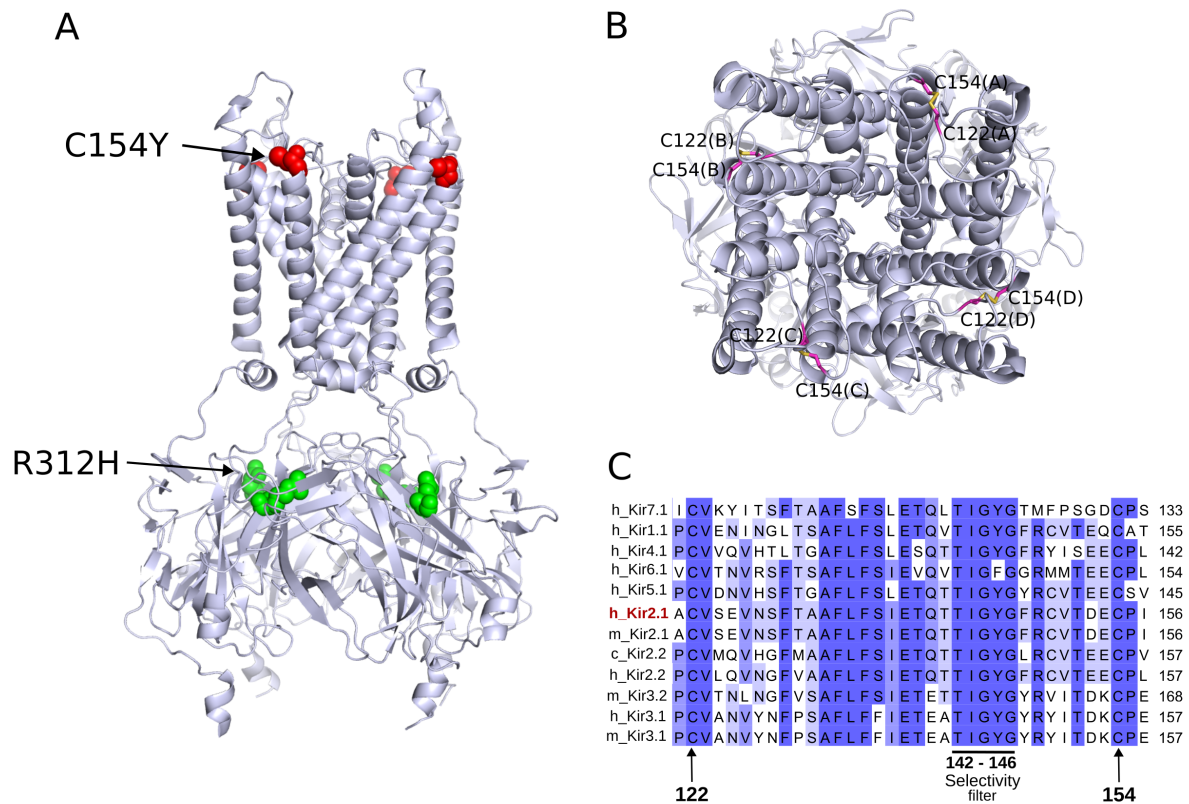 A
C154Y
R312H
B
C154(A)
C122(A)
C122(B)
C154(B)
C154(D)
C122(D)
C122(C)
C154(C)
C
h_Kir7.1 ICVKYITSFTAAFSFSLETQLTIGYGTMFPSGDCPS 133
h_Kir1.1 PCVENINGLTSAFLFSLETQVTIGYGFRCVTEQCAT 155
h_Kir4.1 PCVVQVHTLTGAFLFSLESQTTIGYGFRYISEECPL 142
h_Kir6.1 VCVTNVRSFTSAFLFSIEVQVTIGFGGRMMTEECPL 154
h_Kir5.1 PCVDNVHSFTGAFLFSLETQTTIGYGYRCVTEECSV 145
h_Kir2.1 ACVSEVNSFTAAFLFSIETQTTIGYGFRCVTDECPI 156
m_Kir2.1 ACVSEVNSFTAAFLFSIETQTTIGYGFRCVTDECPI 156
c_Kir2.2 PCVMQVHGFMAAFLFSIETQTTIGYGLRCVTEECPV 157
h_Kir2.2 PCVLQVNGFVAAFLFSIETQTTIGYGLRCVTEECPL 157
m_Kir3.2 PCVTNLNGFVSAFLFSIETETTIGYGYRVITDKCPE 168
h_Kir3.1 PCVANVYNFPSAFLFFIETEATIGYGYRYITDKCPE 157
m_Kir3.1 PCVANVYNFPSAFLFFIETEATIGYGYRYITDKCPE 157
142 - 146
Selectivity
filter
122
154